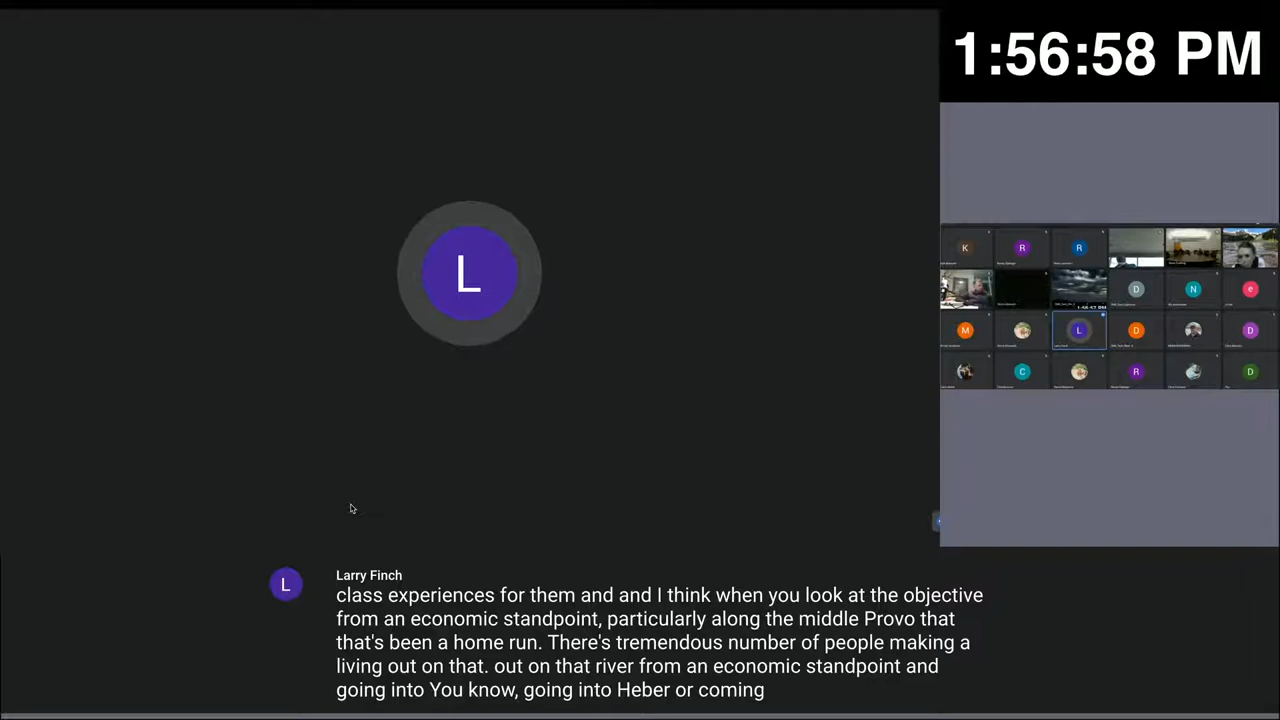 1:56:58 PM
L
K
R
R
D
N
e
M
L
D
D
C
R
D
L
Larry Finch
class experiences for them and and I think when you look at the objective
from an economic standpoint, particularly along the middle Provo that
that's been a home run. There's tremendous number of people making a
living out on that. out on that river from an economic standpoint and
going into You know, going into Heber or coming